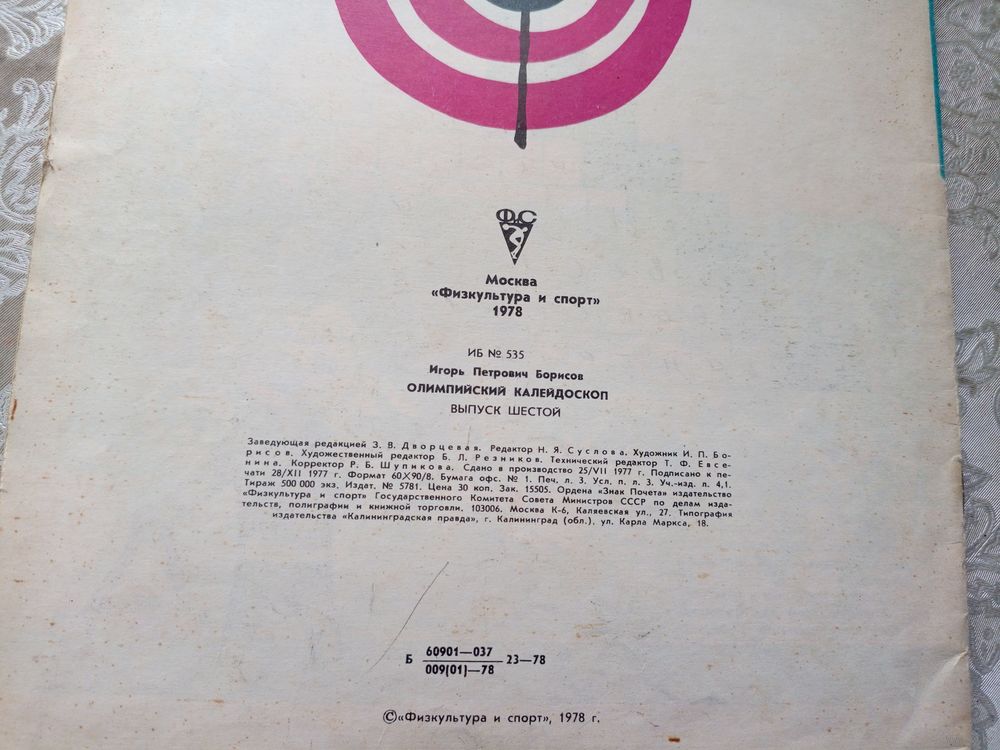 ФиС
Москва
«Физкультура и спорт»
1978
ИБ № 535
Игорь Петрович Борисов
ОЛИМПИЙСКИЙ КАЛЕЙДОСКОП
ВЫПУСК ШЕСТОЙ
Заведующая редакцией З. В. Дворцевая. Редактор Н. Я. Суслова. Художник И. П. Бо-
рисов. Художественный редактор Б. Л. Резников. Технический редактор Т. Ф. Евсе-
нина. Корректор Р. Б. Шупикова. Сдано в производство 25/VII 1977 г. Подписано к пе-
чати 28/XII 1977 г. Формат 60×90/8. Бумага офс. № 1. Печ. л. 3. Усл. п. л. 3. Уч.-изд. л. 4,1.
Тираж 500 000 экз. Издат. № 5781. Цена 30 коп. Зак. 15505. Ордена «Знак Почета» издательство
«Физкультура и спорт» Государственного Комитета Совета Министров СССР по делам изда-
тельств, полиграфии и книжной торговли. 103006. Москва К-6, Каляевская ул., 27. Типография
издательства «Калининградская правда», г. Калининград (обл.), ул. Карла Маркса, 18.
Б 60901—037
009(01)—78 23—78
©«Физкультура и спорт», 1978 г.